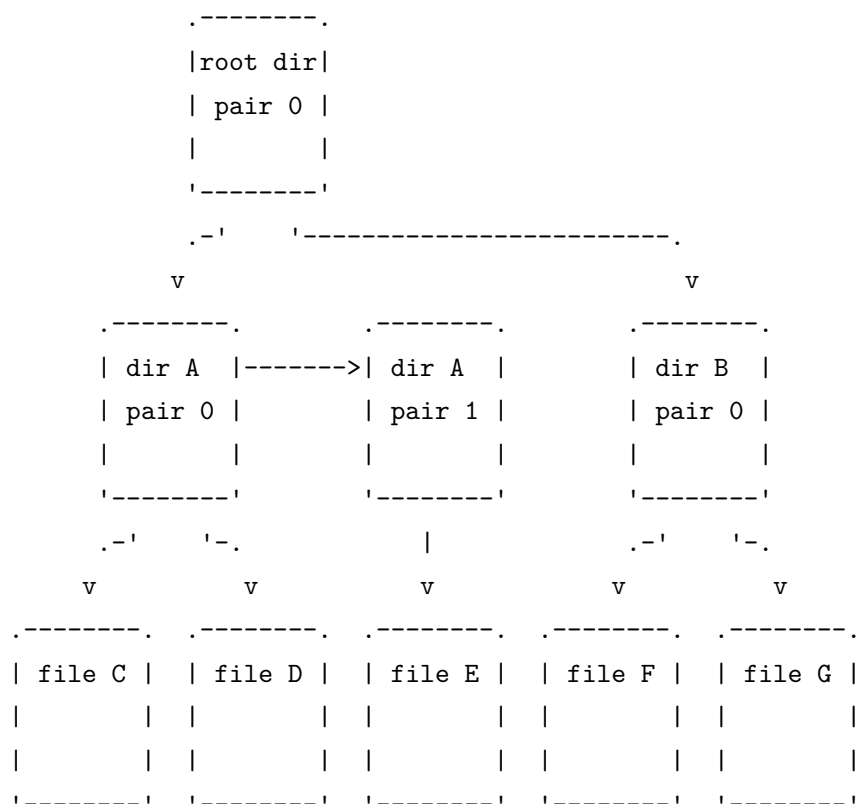 .--------.
|root dir|
| pair 0 |
|        |
'--------'
.-'    '-------------------------.
v                                  v
.--------.        .--------.        .--------.
| dir A  |------->| dir A  |        | dir B  |
| pair 0 |        | pair 1 |        | pair 0 |
|        |        |        |        |        |
'--------'        '--------'        '--------'
.-'    '-.            |             .-'    '-.
v          v           v            v          v
.--------.  .--------.  .--------.  .--------.  .--------.
| file C |  | file D |  | file E |  | file F |  | file G |
|        |  |        |  |        |  |        |  |        |
|        |  |        |  |        |  |        |  |        |
'--------'  '--------'  '--------'  '--------'  '--------'